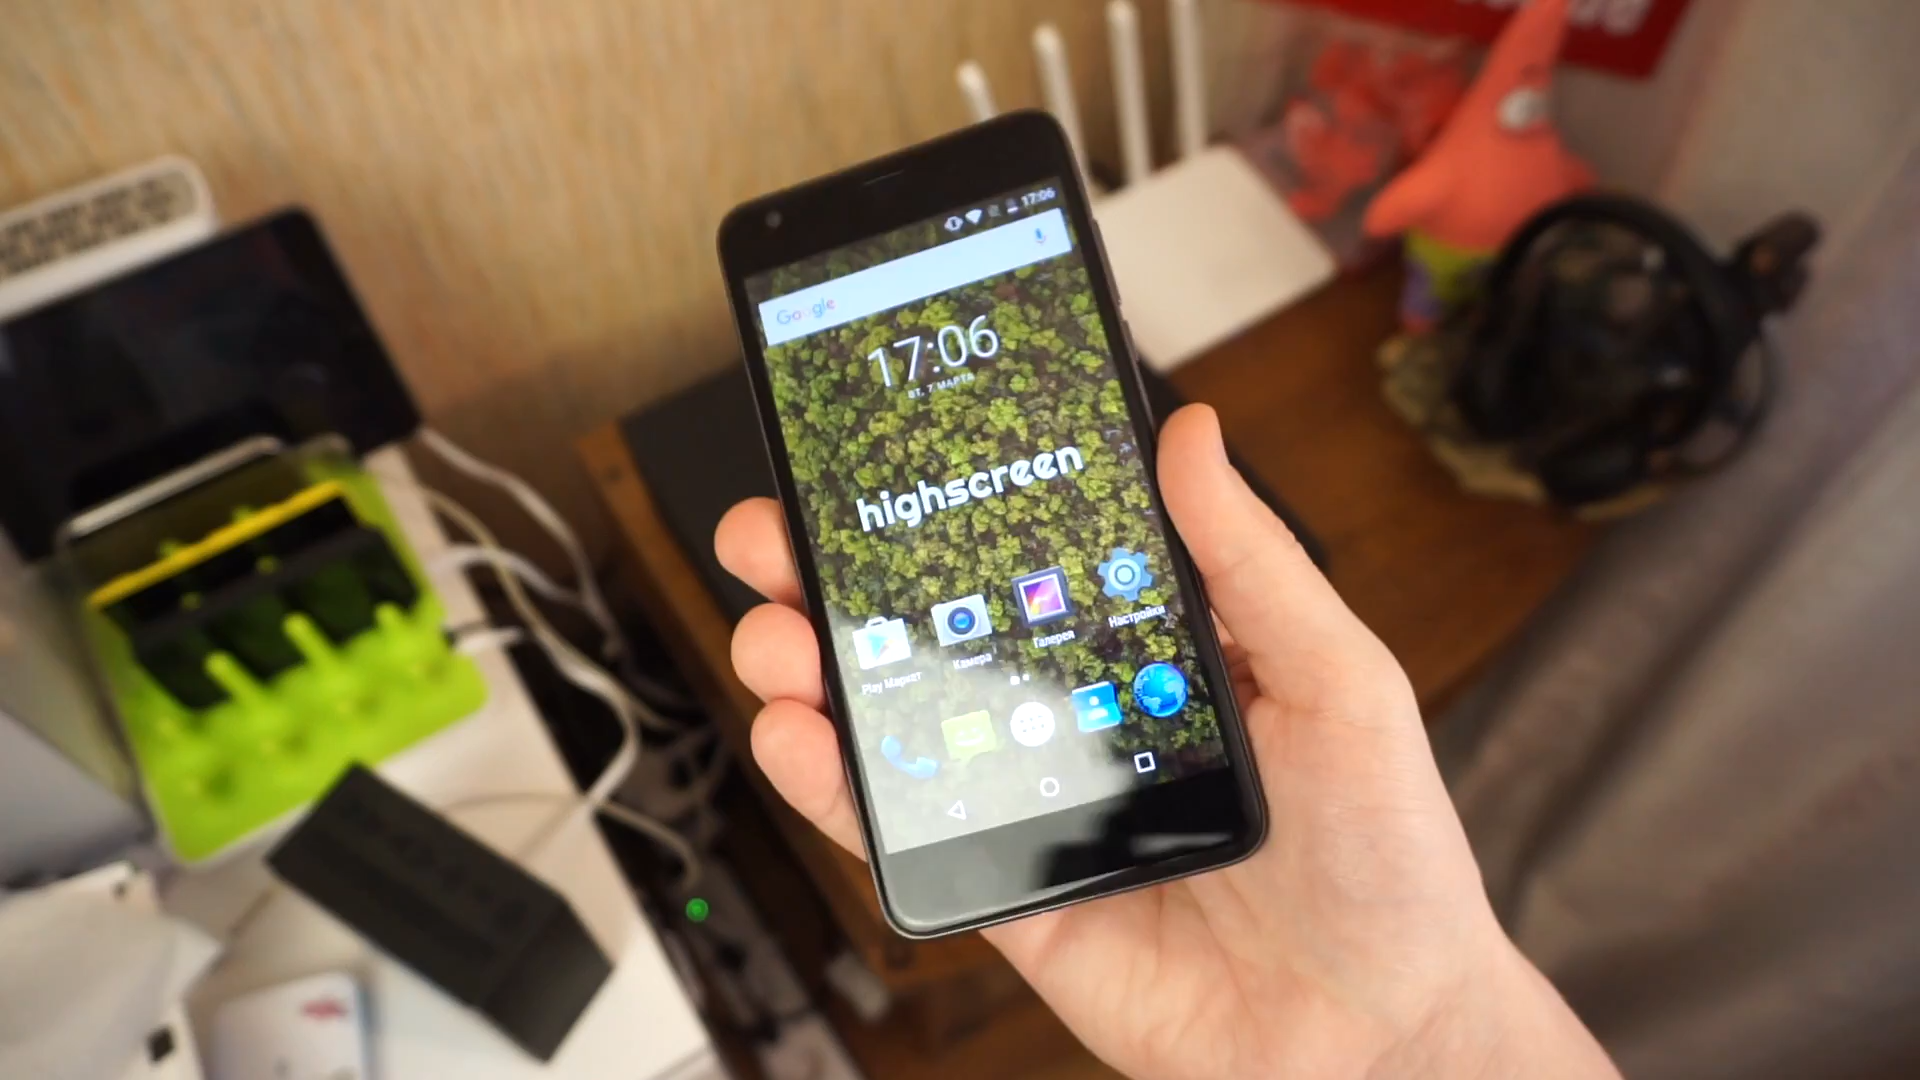 17:06
Google
17:06
ВТ, 7 МАРТА
highscreen
Play Маркет
Камера
Галерея
Настройки